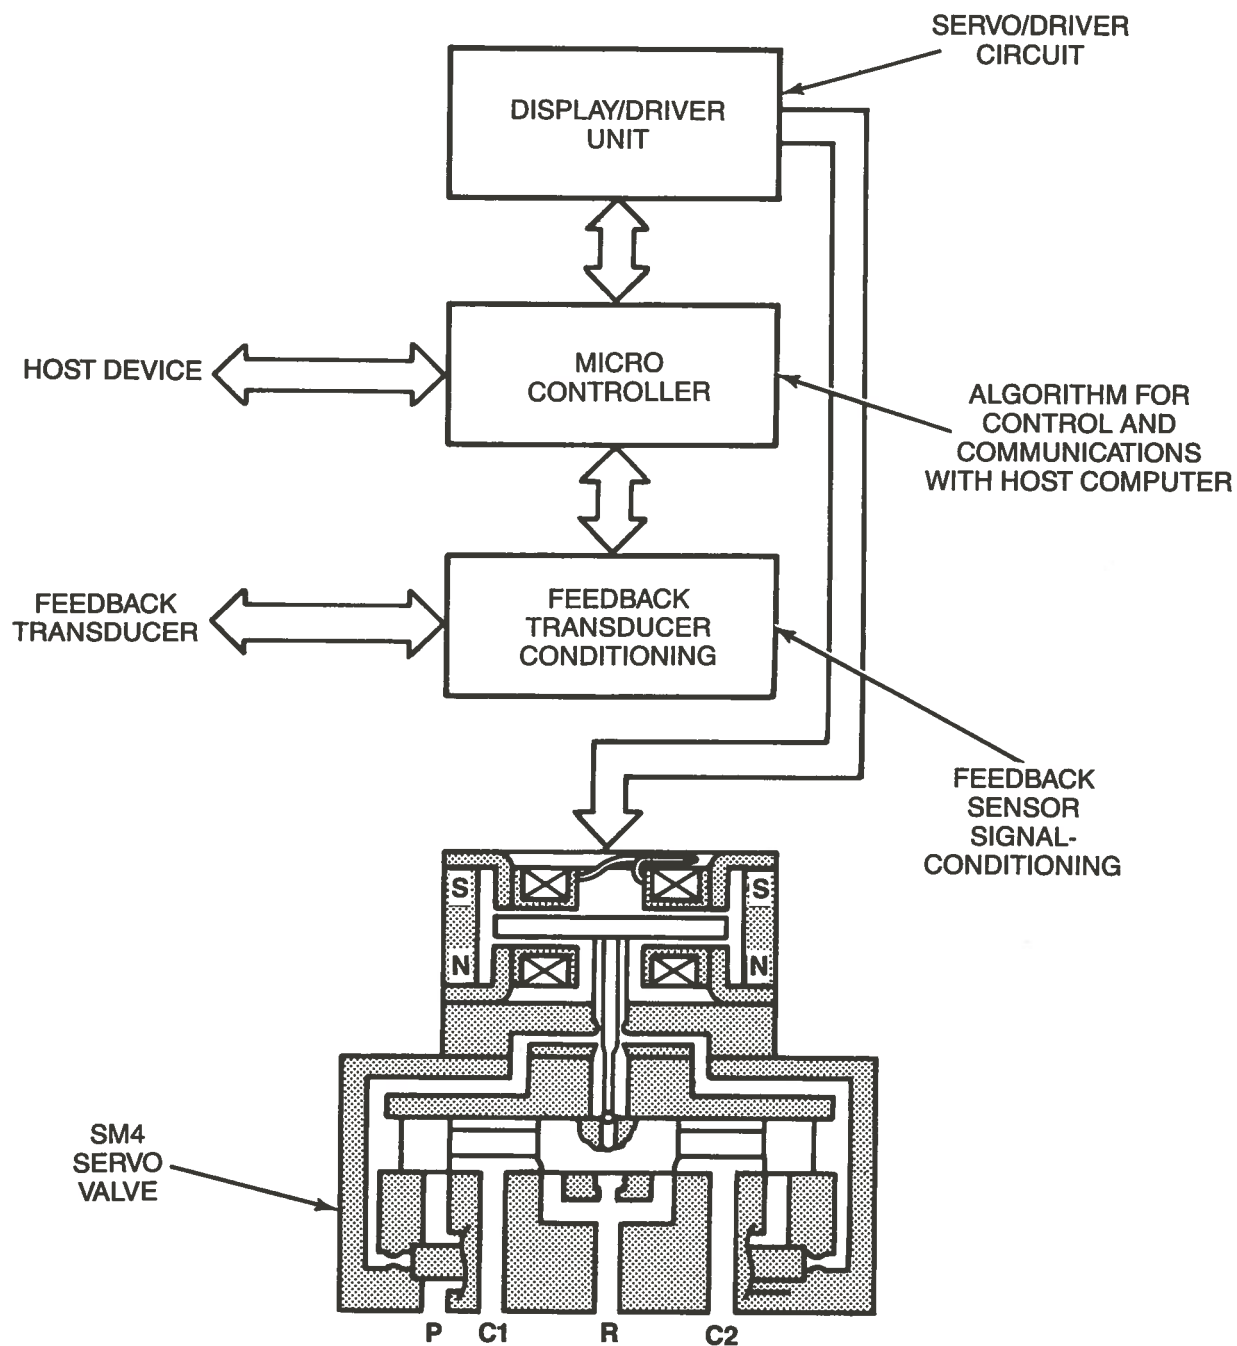 SERVO/DRIVER
CIRCUIT
DISPLAY/DRIVER
UNIT
HOST DEVICE
MICRO
CONTROLLER
ALGORITHM FOR
CONTROL AND
COMMUNICATIONS
WITH HOST COMPUTER
FEEDBACK
TRANSDUCER
FEEDBACK
TRANSDUCER
CONDITIONING
FEEDBACK
SENSOR
SIGNAL-
CONDITIONING
S
S
N
N
SM4
SERVO
VALVE
P
C1
R
C2